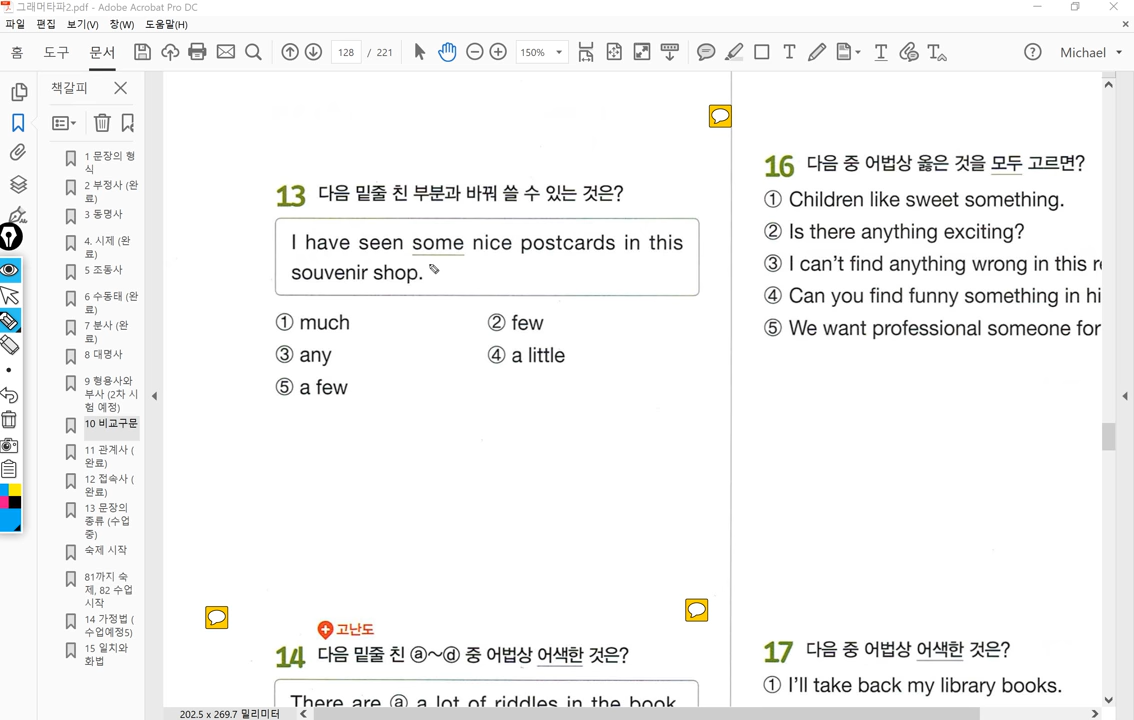 그래머타파2.pdf - Adobe Acrobat Pro DC
파일 편집 보기(V) 창(W) 도움말(H)
홈 도구 문서 128 / 221 150% Michael
책갈피
1 문장의 형
식
2 부정사 (완
료)
3 동명사
4. 시제 (완
료)
5 조동사
6 수동태 (완
료)
7 분사 (완
료)
8 대명사
9 형용사와
부사 (2차 시
험 예정)
10 비교구문
11 관계사 (
완료)
12 접속사 (
완료)
13 문장의
종류 (수업
중)
숙제 시작
81까지 숙
제, 82 수업
시작
14 가정법 (
수업예정5)
15 일치와
화법
13 다음 밑줄 친 부분과 바꿔 쓸 수 있는 것은?
I have seen some nice postcards in this
souvenir shop.
① much ② few
③ any ④ a little
⑤ a few
고난도
14 다음 밑줄 친 ⓐ~ⓓ 중 어법상 어색한 것은?
There are ⓐ a lot of riddles in the book
16 다음 중 어법상 옳은 것을 모두 고르면?
① Children like sweet something.
② Is there anything exciting?
③ I can't find anything wrong in this
④ Can you find funny something in hi
⑤ We want professional someone for
17 다음 중 어법상 어색한 것은?
① I'll take back my library books.
202.5 x 269.7 밀리미터